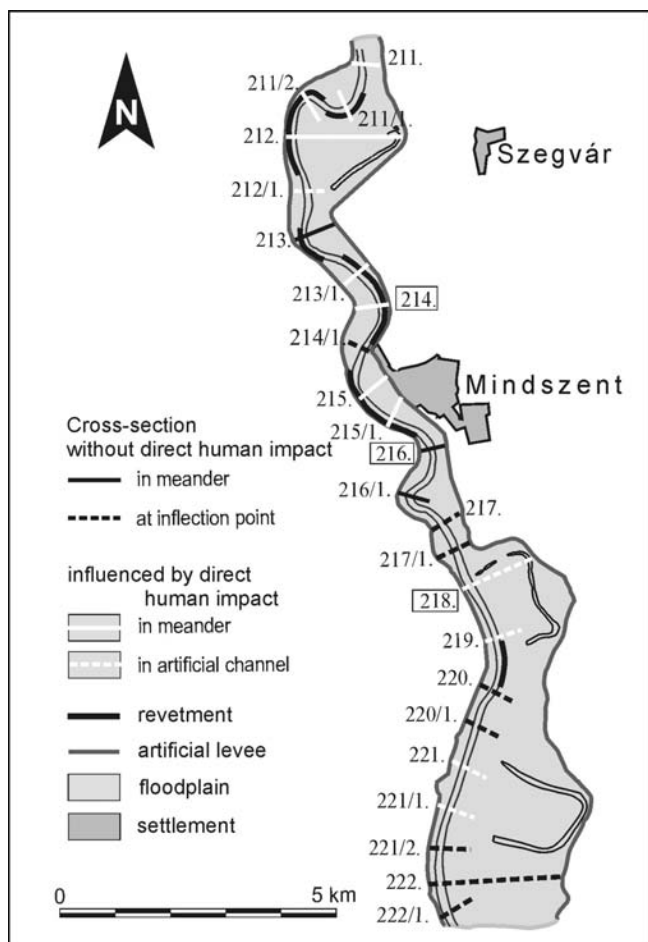 211.
211/2.
211/1.
N
212.
Szegvár
212/1.
213.
213/1.
214.
214/1.
Mindszent
215.
215/1.
216.
Cross-section
without direct human impact
in meander
at inflection point
216/1.
217.
217/1.
influenced by direct
human impact
in meander
in artificial channel
218.
219.
220.
220/1.
revetment
artificial levee
floodplain
settlement
221.
221/1.
221/2.
222.
222/1.
0
5 km